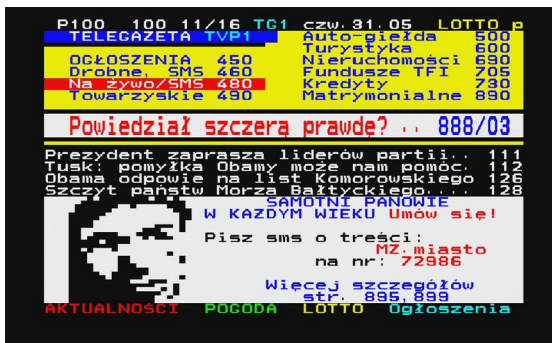 P100 100 11/16 TG1 czw.31.05 LOTTO p
TELEGAZETA TVP1 Auto-giełda 500
Turystyka 600
OGŁOSZENIA 450 Nieruchomości 690
Drobne, SMS 460 Fundusze TFI 705
Na żywo/SMS 480 Kredyty 730
Towarzyskie 490 Matrymonialne 890
Powiedział szczerą prawdę? .. 888/03
Prezydent zaprasza liderów partii.. 111
Tusk: pomyłka Obamy może nam pomóc. 112
Obama odpowie na list Komorowskiego 126
Szczyt państw Morza Bałtyckiego.... 128
SAMOTNI PANOWIE
W KAŻDYM WIEKU Umów się!
Pisz sms o treści:
MZ.miasto
na nr: 72986
Więcej szczegółów
str. 895,899
AKTUALNOŚCI POGODA LOTTO Ogłoszenia